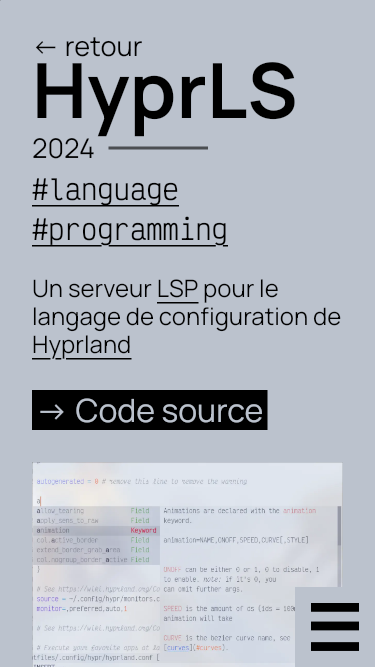 ← retour
HyprLS
2024
#language
#programming
Un serveur LSP pour le
langage de configuration de
Hyprland
→ Code source
autogenerated = 0 # remove this line to remove the warning
a
allow_tearing Field
apply_sens_to_raw Field
animation Keyword
col.active_border Field
extend_border_grab_area Field
col.nogroup_border_active Field
Animations are declared with the animation
keyword.
animation=NAME,ONOFF,SPEED,CURVE[,STYLE]
ONOFF can be either 0 or 1, 0 to disable, 1
to enable. note: if it's 0, you
can omit further args.
# See https://wiki.hyprland.org/Co
source = ~/.config/hypr/monitors.c
monitor=,preferred,auto,1
SPEED is the amount of ds (1ds = 100m
animation will take
# See https://wiki.hyprland.org/Co
CURVE is the bezier curve name, see
[curves](#curves).
# Execute your favorite apps at la
tfiles/.config/hypr/hyprland.conf [